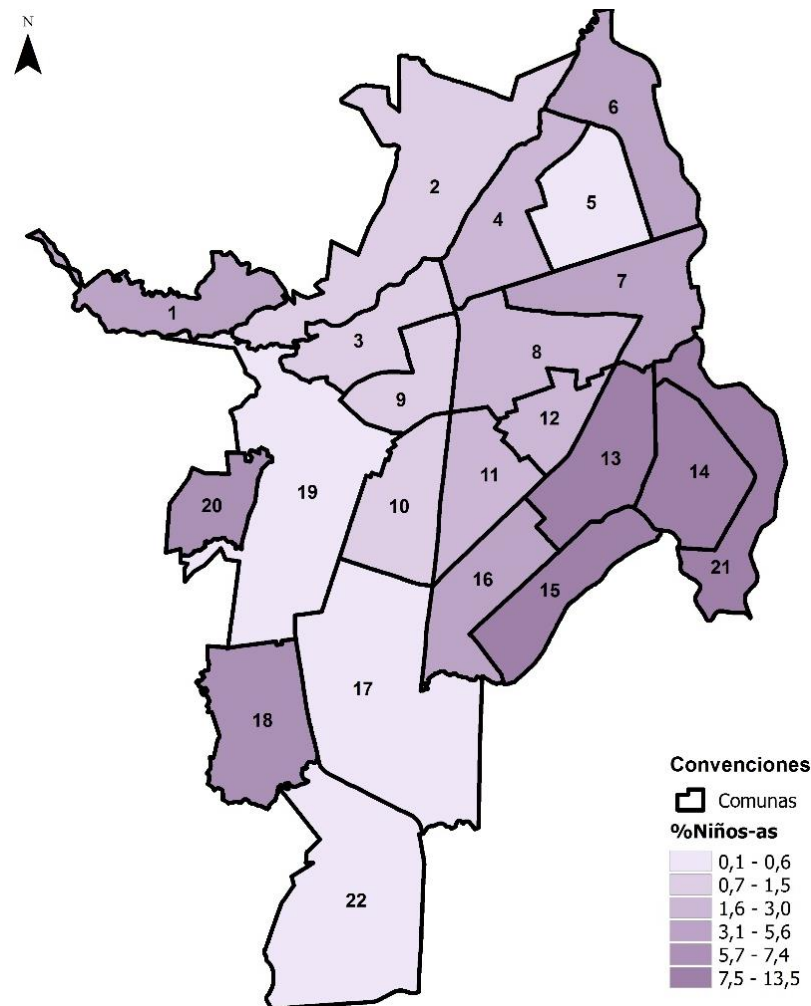 N
6
2
5
4
7
1
3
8
9
12
13
14
19
11
20
10
21
16
15
17
18
22
Convenciones
Comunas
%Niños-as
0,1 - 0,6
0,7 - 1,5
1,6 - 3,0
3,1 - 5,6
5,7 - 7,4
7,5 - 13,5